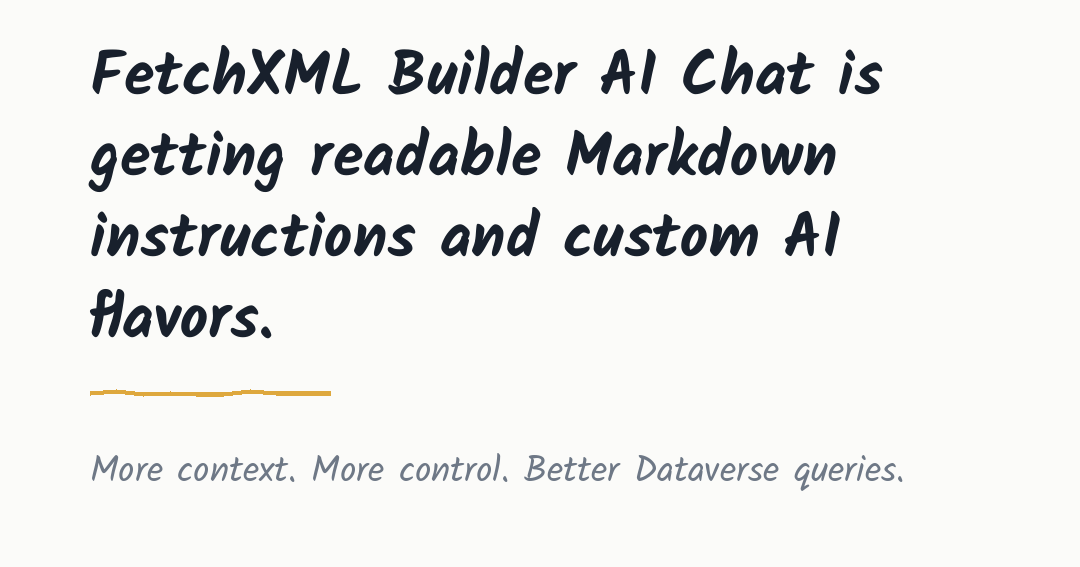 FetchXML Builder AI Chat is
getting readable Markdown
instructions and custom AI
flavors.
More context. More control. Better Dataverse queries.